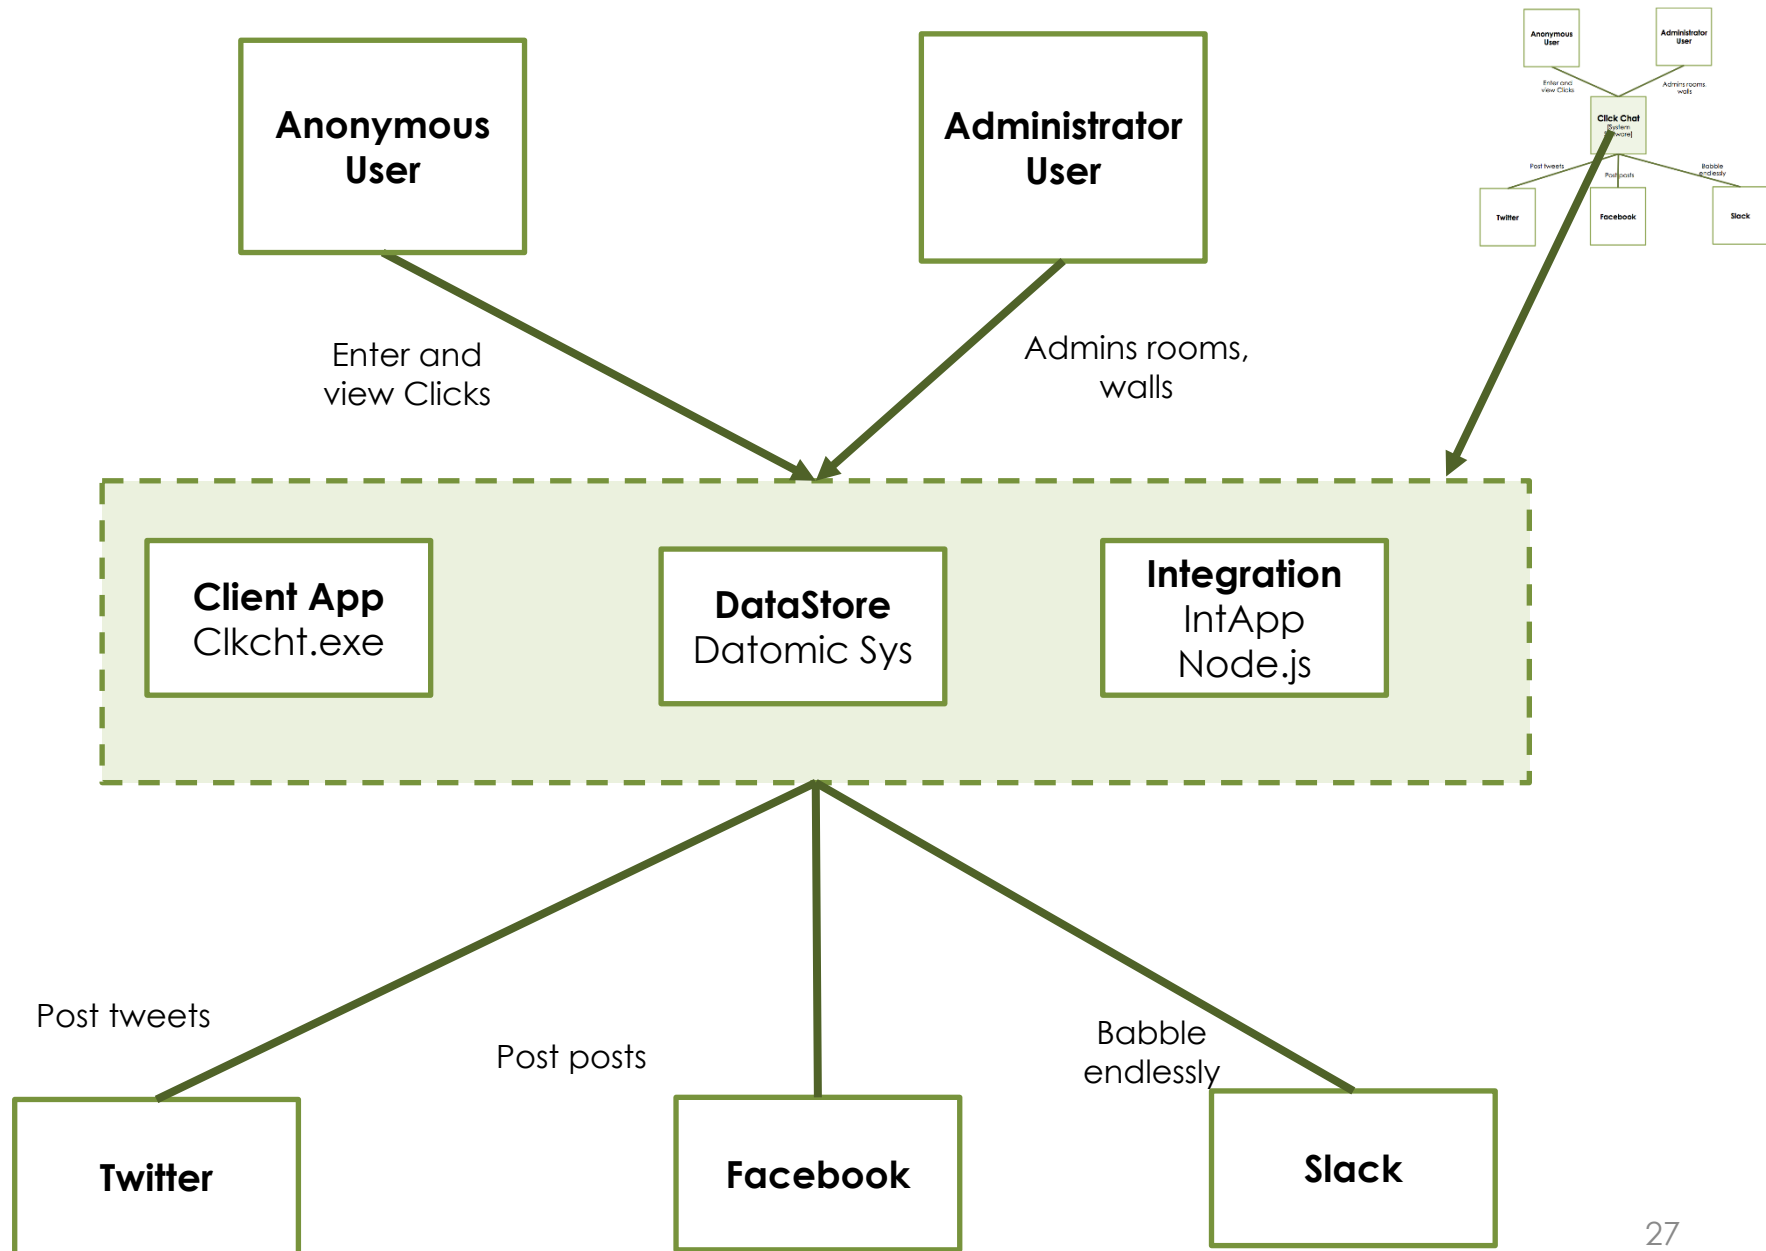 Anonymous
User
Administrator
User
Anonymous
User
Administrator
User
Enter and
view Clicks
Admins rooms,
walls
Click Chat
[System
Post tweets
Post posts
Babble
endlessly
Twitter
Facebook
Slack
Enter and
view Clicks
Admins rooms,
walls
Client App
Clkcht.exe
DataStore
Datomic Sys
Integration
IntApp
Node.js
Post tweets
Post posts
Babble
endlessly
Twitter
Facebook
Slack
27